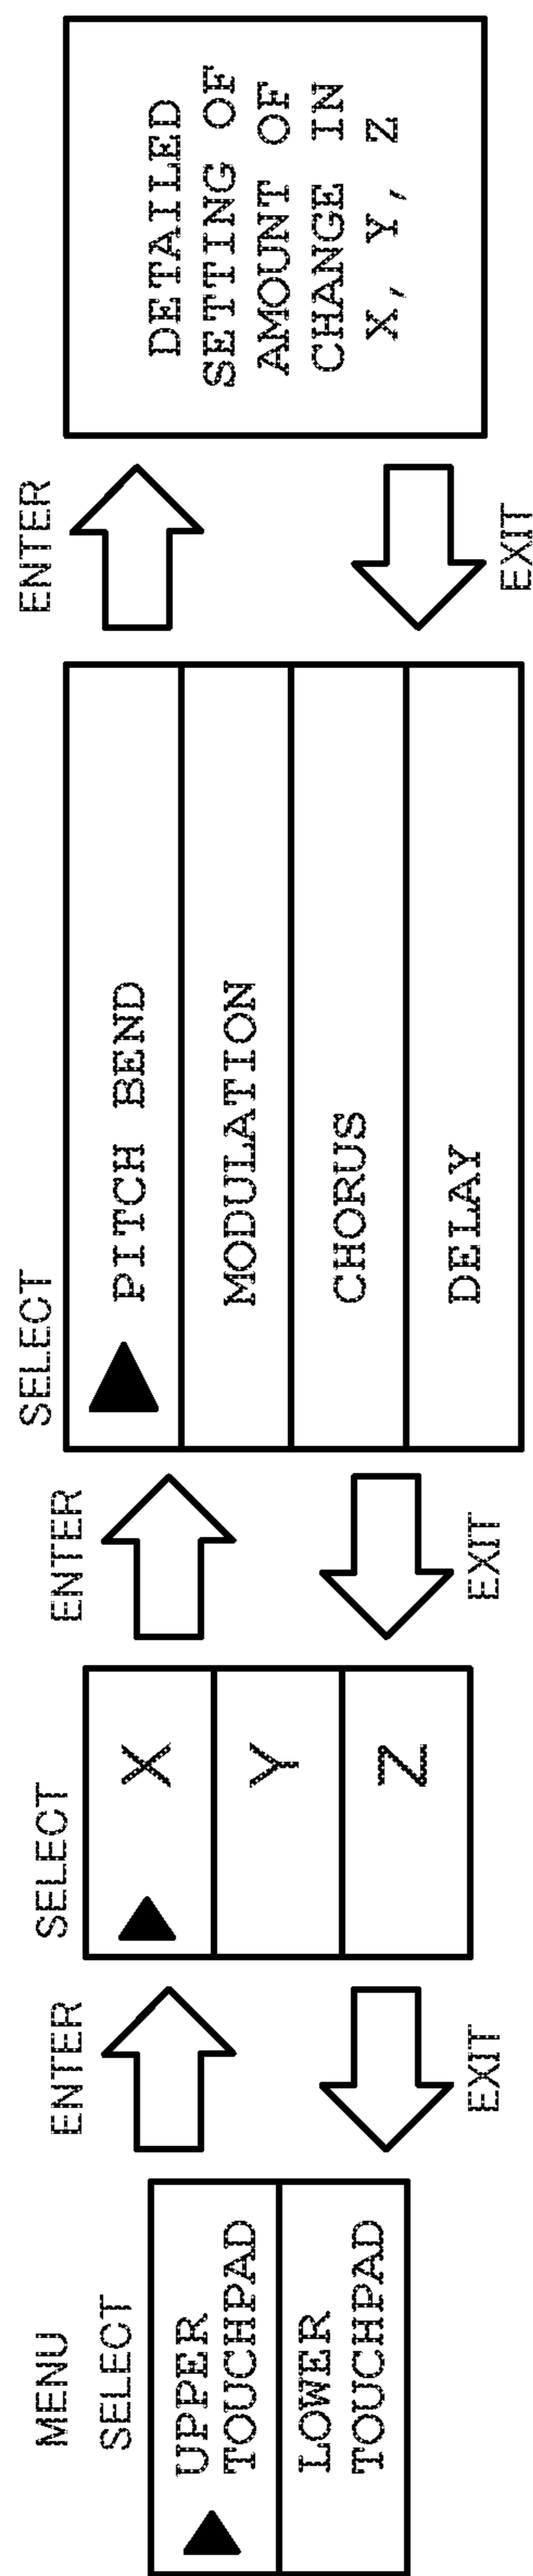 MENU
SELECT
UPPER
TOUCHPAD
LOWER
TOUCHPAD
ENTER
EXIT
SELECT
X
Y
Z
ENTER
EXIT
SELECT
PITCH BEND
MODULATION
CHORUS
DELAY
ENTER
EXIT
DETAILED
SETTING OF
AMOUNT OF
CHANGE IN
X, Y, Z